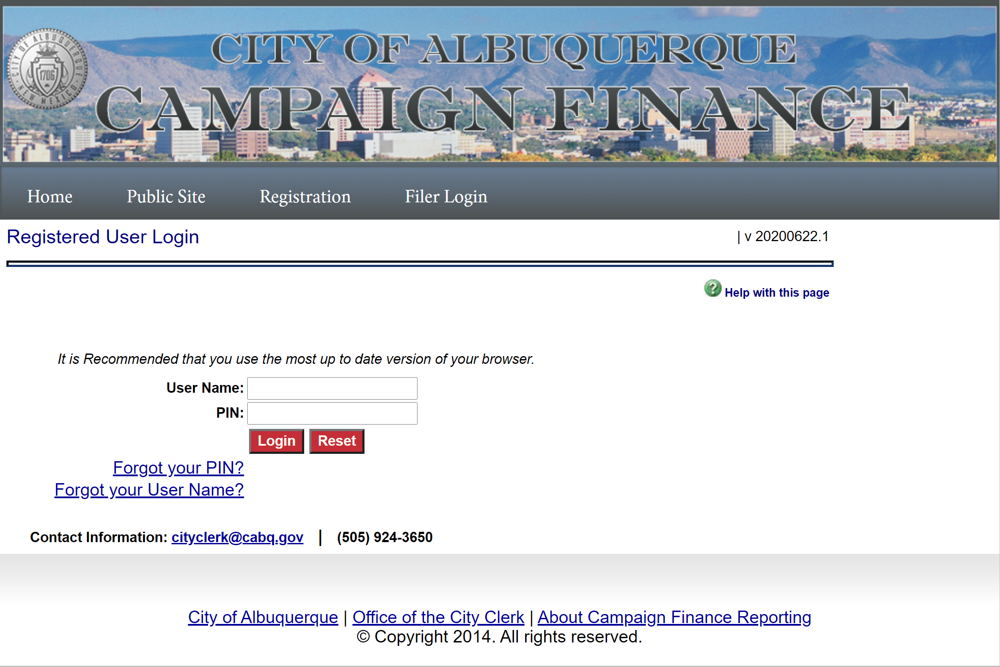 CITY OF ALBUQUERQUE
CITY OF ALBUQUERQUE · NEW MEXICO ·
1706
CAMPAIGN FINANCE
Home Public Site Registration Filer Login
Registered User Login | v 20200622.1
? Help with this page
It is Recommended that you use the most up to date version of your browser.
User Name:
PIN:
Login Reset
Forgot your PIN?
Forgot your User Name?
Contact Information: cityclerk@cabq.gov | (505) 924-3650
City of Albuquerque | Office of the City Clerk | About Campaign Finance Reporting
© Copyright 2014. All rights reserved.